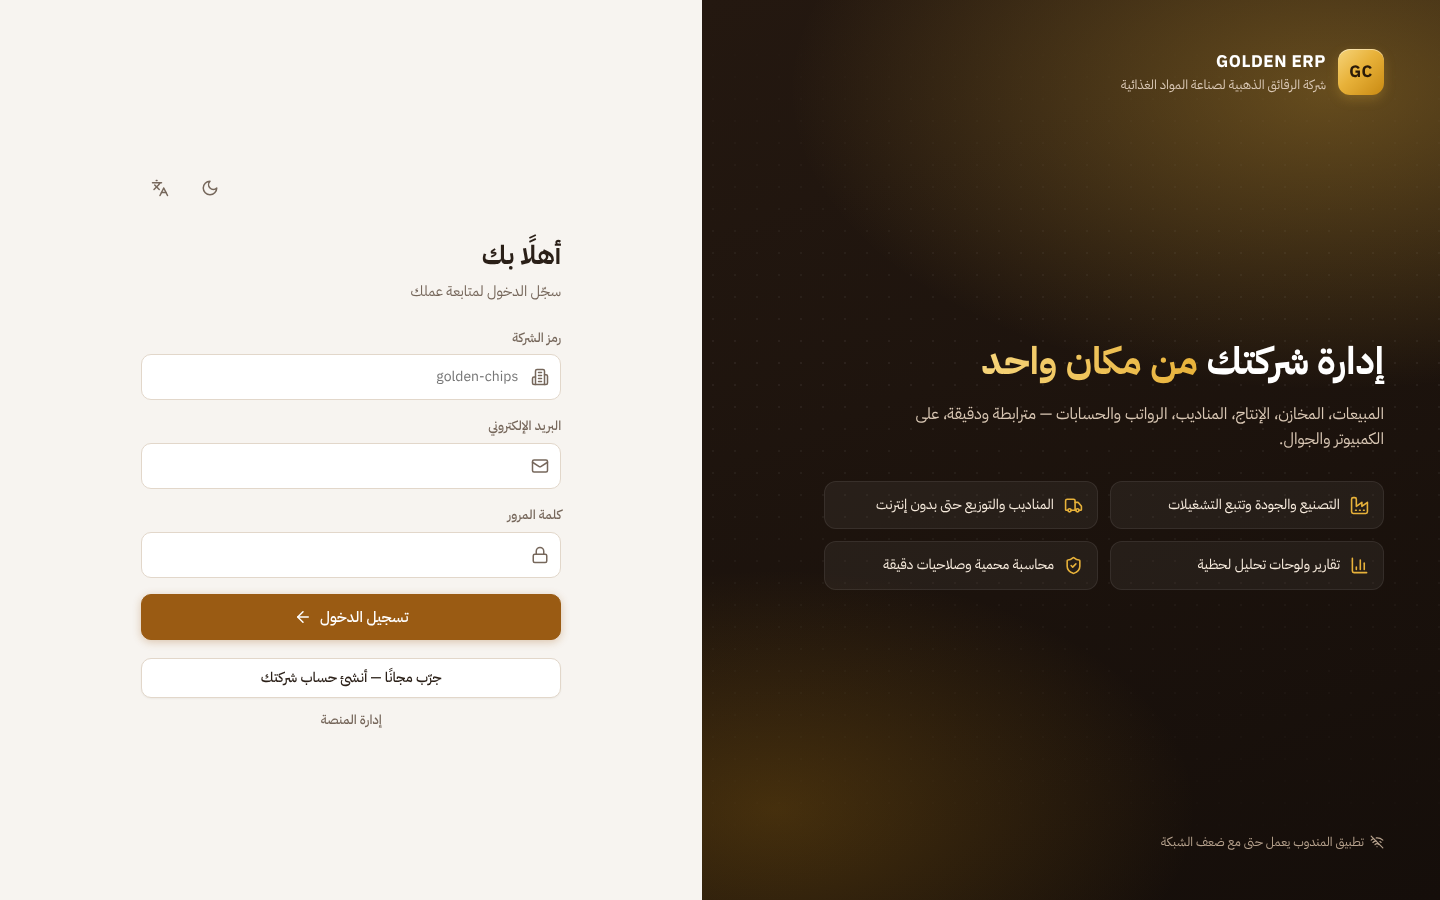 GC
GOLDEN ERP
شركة الرقائق الذهبية لصناعة المواد الغذائية
إدارة شركتك من مكان واحد
المبيعات، المخازن، الإنتاج، المناديب، الرواتب والحسابات — مترابطة ودقيقة، على
الكمبيوتر والجوال.
التصنيع والجودة وتتبع التشغيلات
المناديب والتوزيع حتى بدون إنترنت
تقارير ولوحات تحليل لحظية
محاسبة محمية وصلاحيات دقيقة
تطبيق المندوب يعمل حتى مع ضعف الشبكة
أهلًا بك
سجّل الدخول لمتابعة عملك
رمز الشركة
golden-chips
البريد الإلكتروني
كلمة المرور
تسجيل الدخول
جرّب مجانًا — أنشئ حساب شركتك
إدارة المنصة